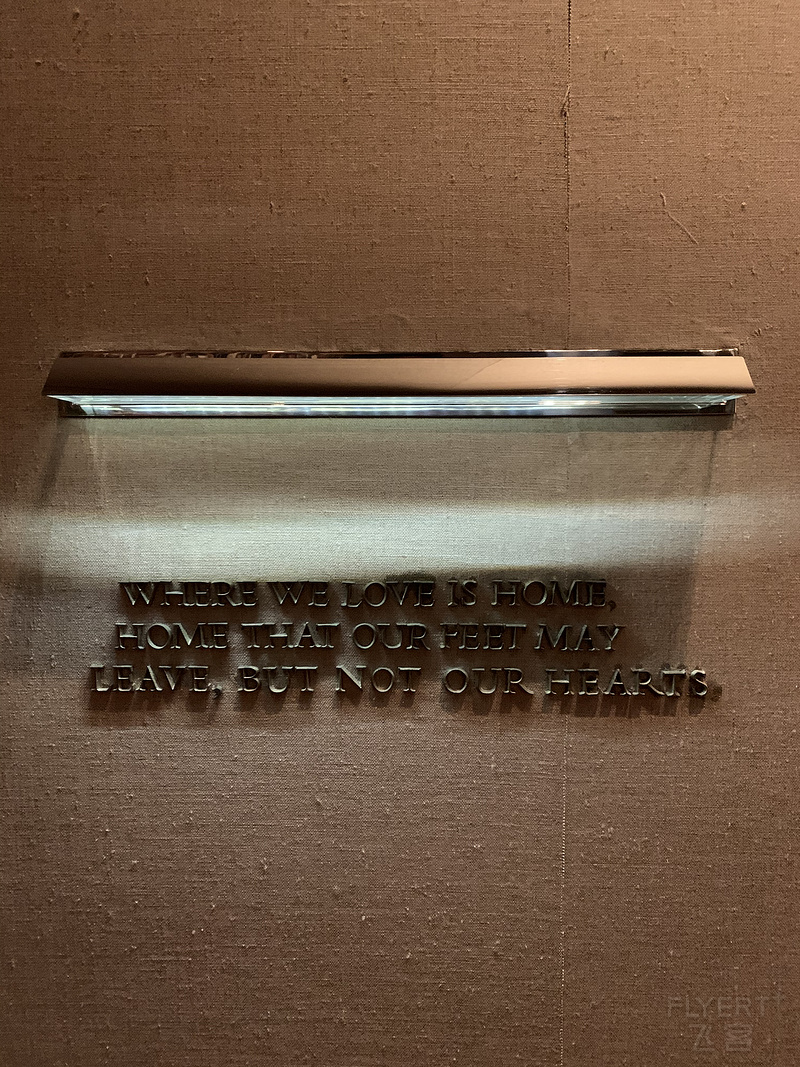 WHERE WE LOVE IS HOME,
HOME THAT OUR FEET MAY
LEAVE, BUT NOT OUR HEARTS.
FLYERT
飞客